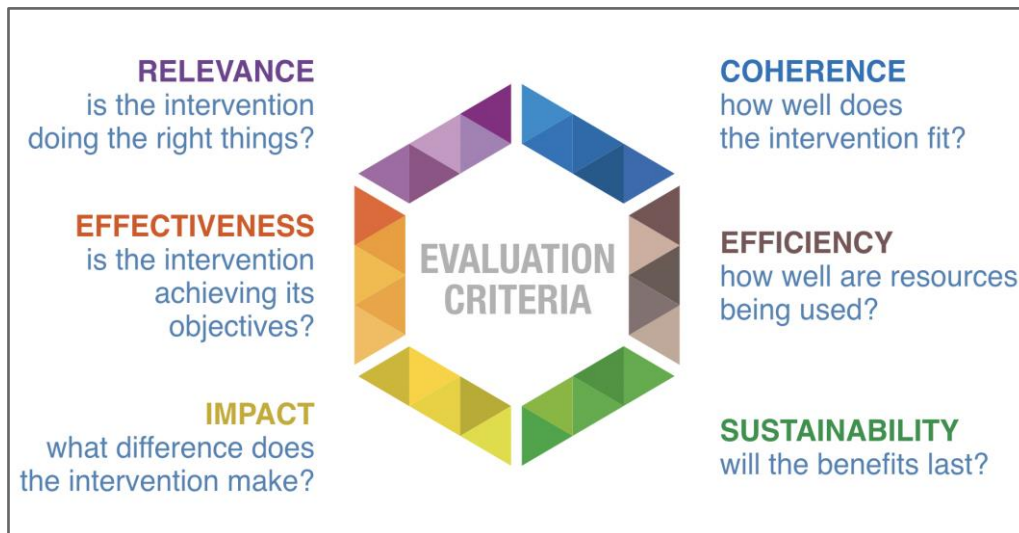 RELEVANCE
is the intervention
doing the right things?
COHERENCE
how well does
the intervention fit?
EFFECTIVENESS
is the intervention
achieving its
objectives?
EVALUATION
CRITERIA
EFFICIENCY
how well are resources
being used?
IMPACT
what difference does
the intervention make?
SUSTAINABILITY
will the benefits last?